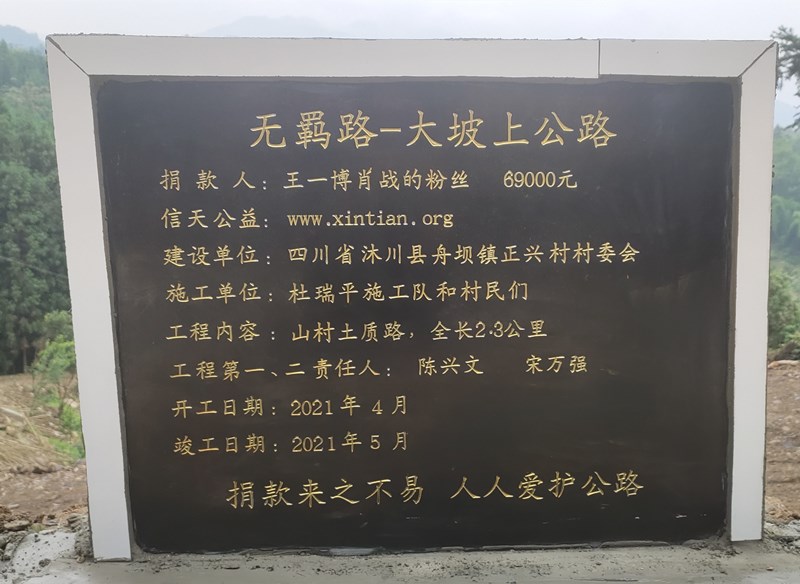 无羁路-大坡上公路
捐款人：王一博肖战的粉丝 69000元
信天公益：www.xintian.org
建设单位：四川省沐川县舟坝镇正兴村村委会
施工单位：杜瑞平施工队和村民们
工程内容：山村土质路，全长2.3公里
工程第一、二责任人：陈兴文 宋万强
开工日期：2021年4月
竣工日期：2021年5月
捐款来之不易 人人爱护公路